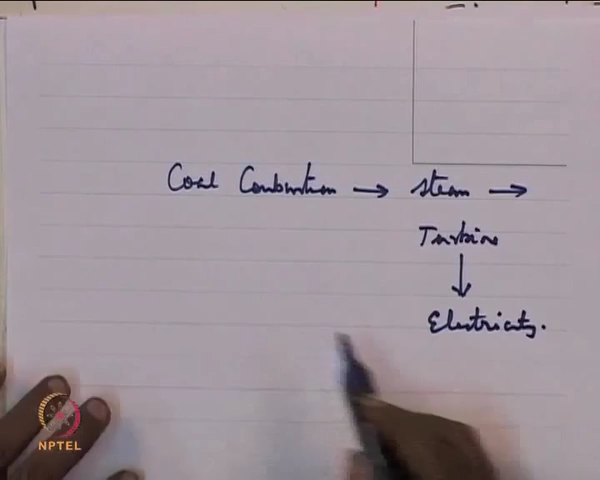 Coal Combustion → Steam →
Turbine
↓
Electricity.
NPTEL